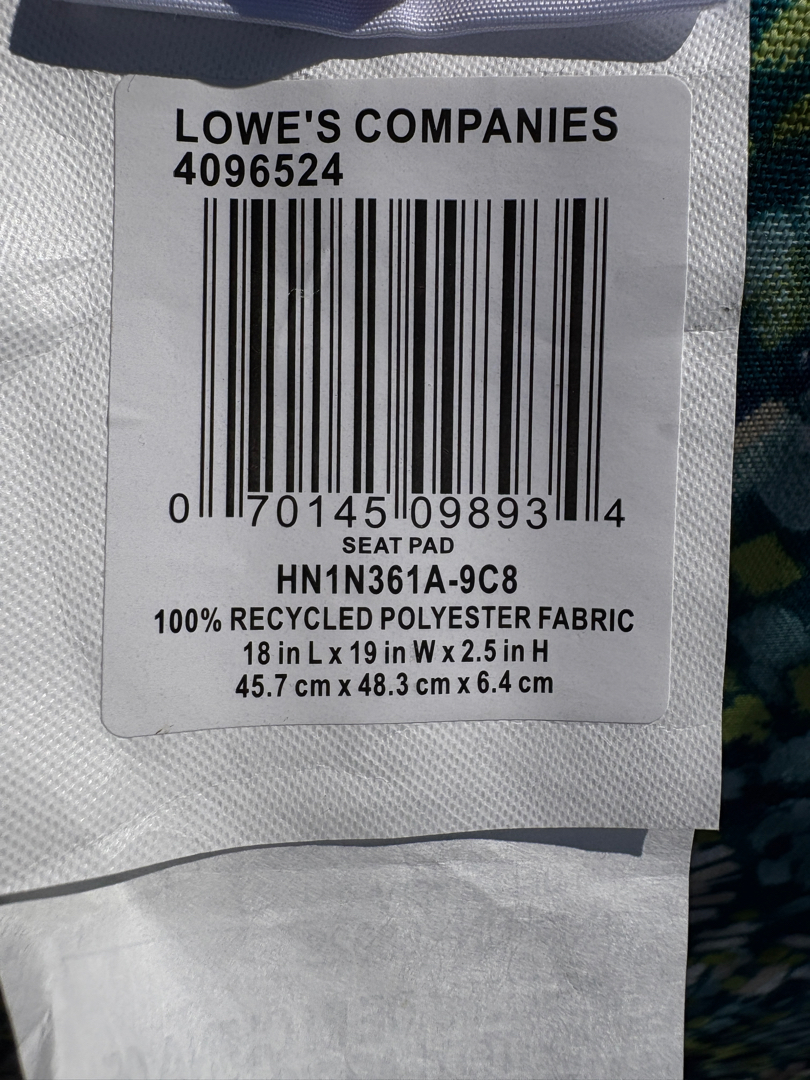 LOWE'S COMPANIES
4096524
0 70145 09893 4
SEAT PAD
HN1N361A-9C8
100% RECYCLED POLYESTER FABRIC
18 in L x 19 in W x 2.5 in H
45.7 cm x 48.3 cm x 6.4 cm